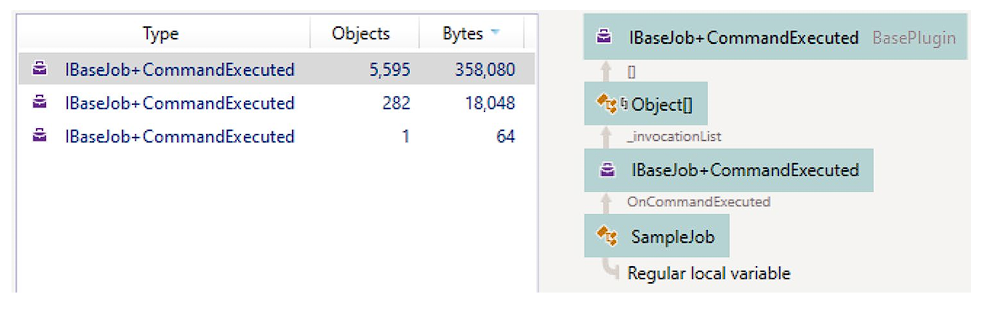 Type Objects Bytes
IBaseJob+CommandExecuted 5,595 358,080
IBaseJob+CommandExecuted 282 18,048
IBaseJob+CommandExecuted 1 64
IBaseJob+CommandExecuted BasePlugin
[]
Object[]
_invocationList
IBaseJob+CommandExecuted
OnCommandExecuted
SampleJob
Regular local variable